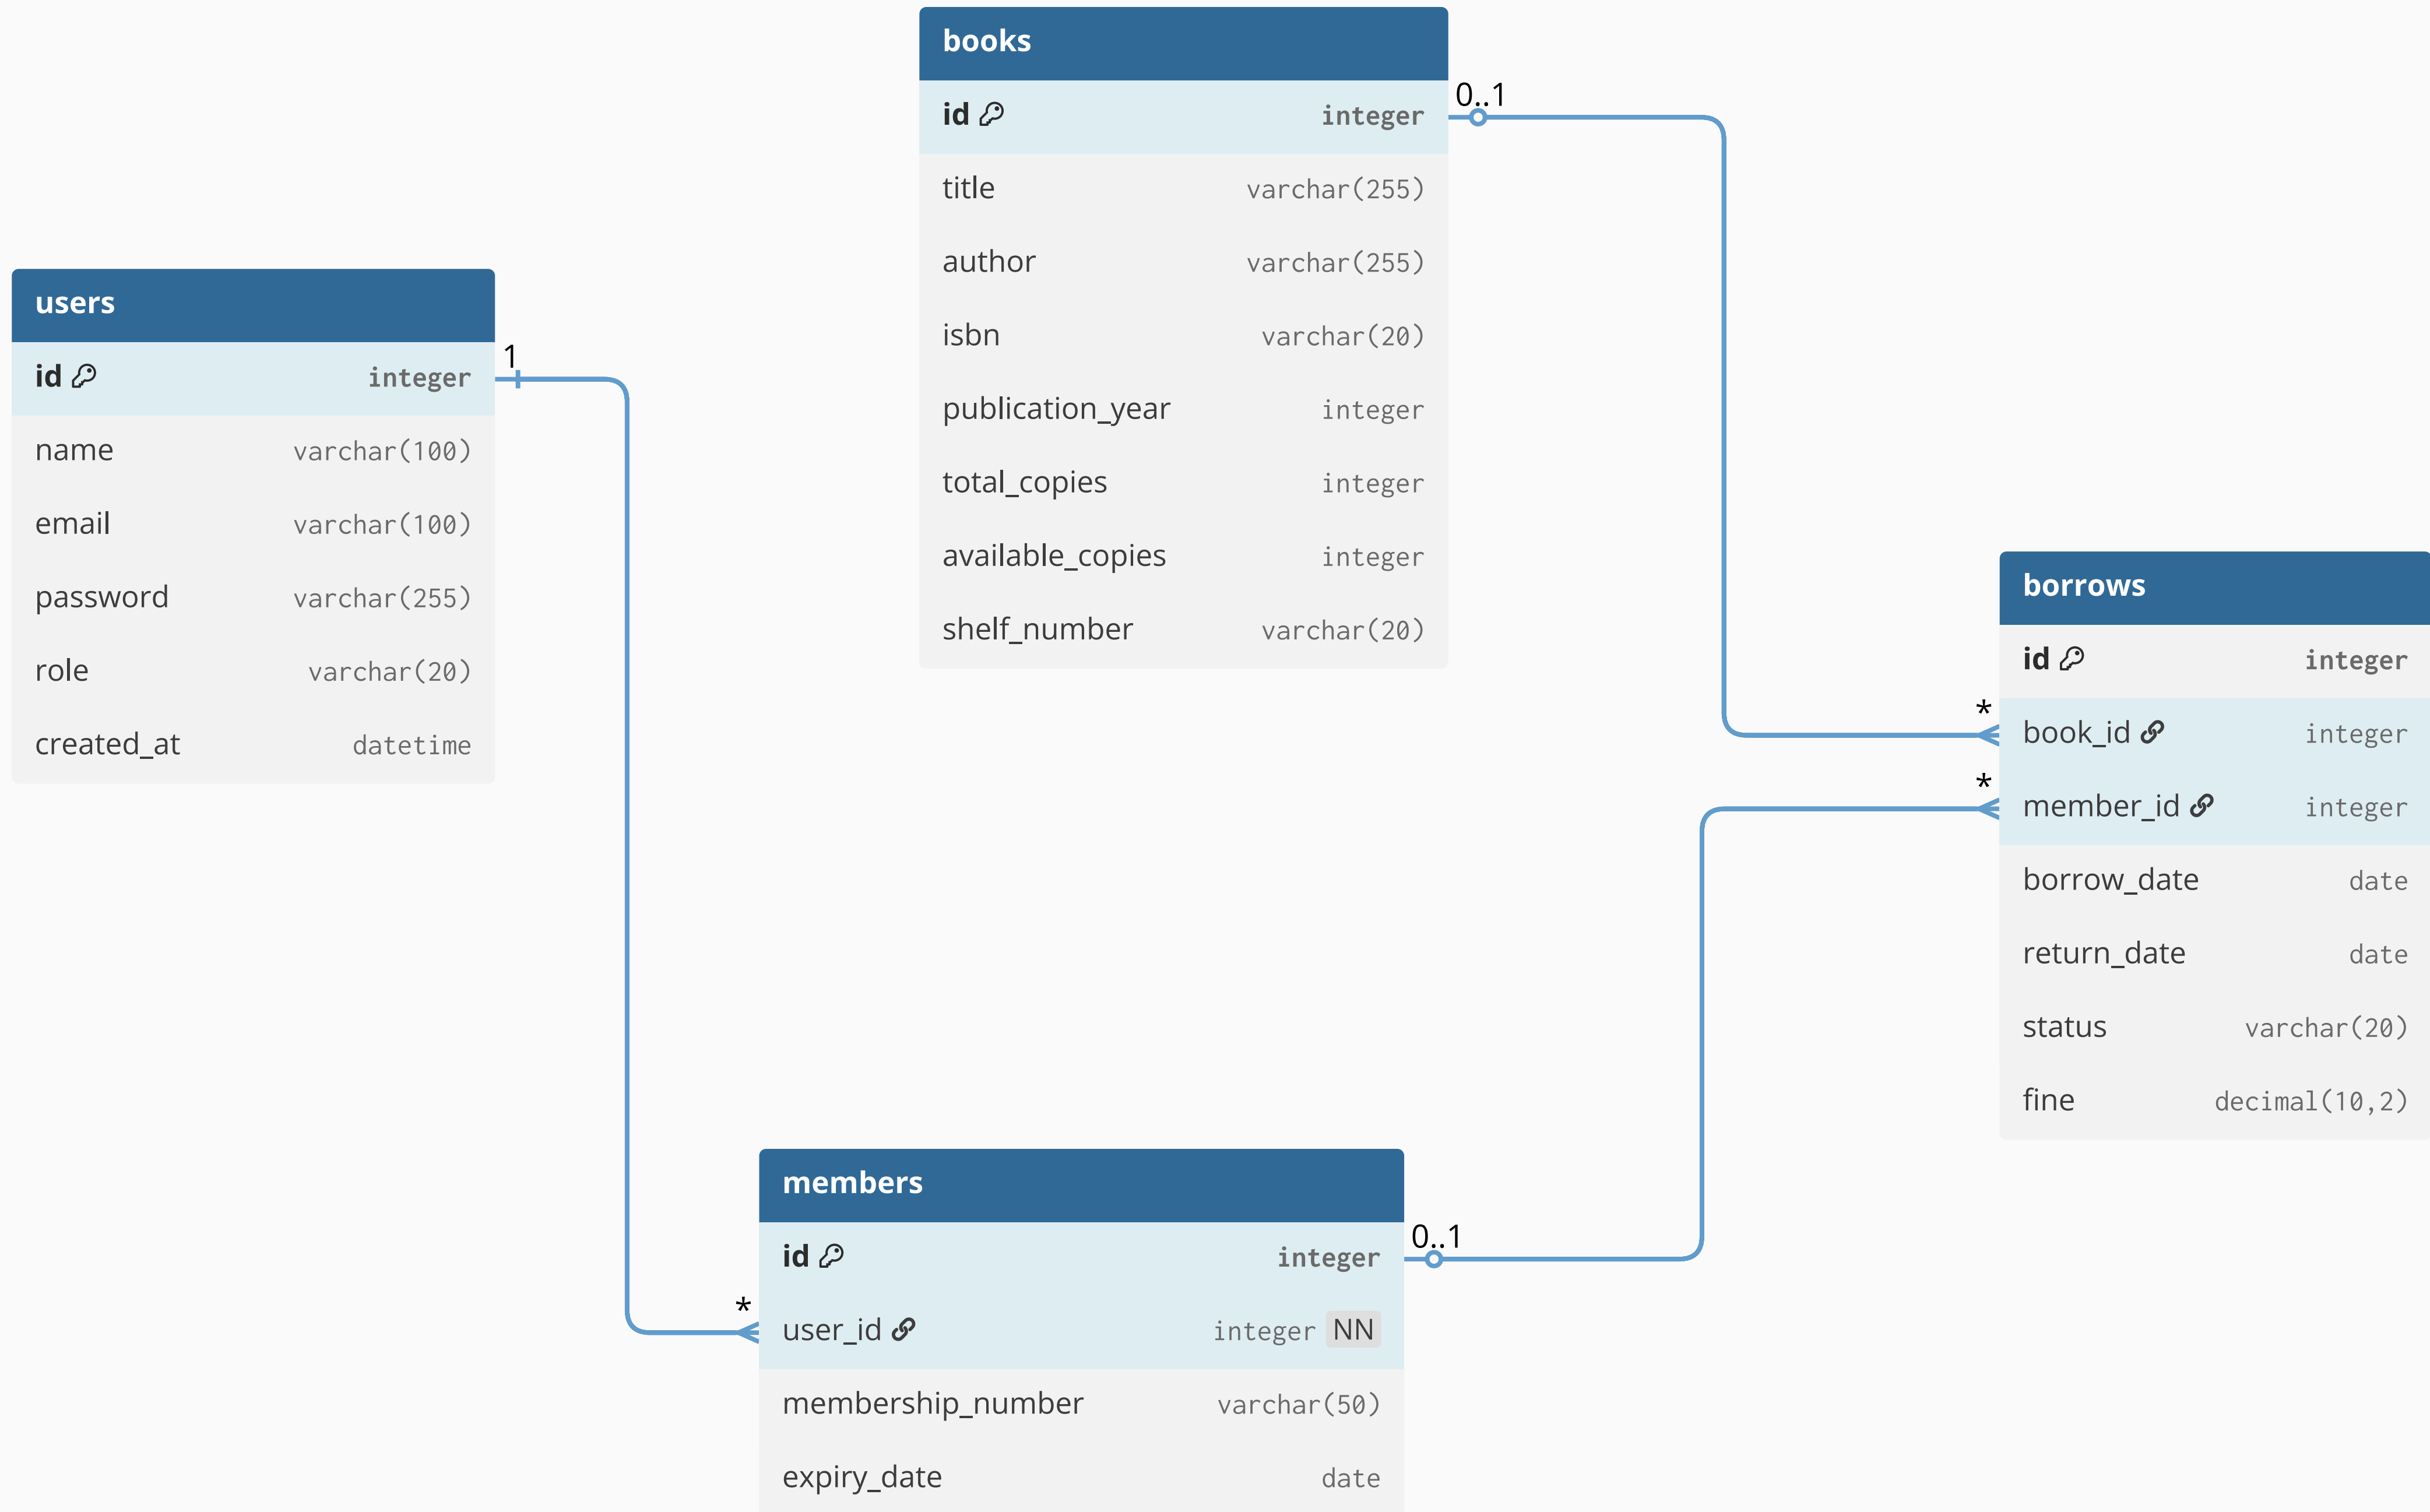 books
id integer
title varchar(255)
author varchar(255)
isbn varchar(20)
publication_year integer
total_copies integer
available_copies integer
shelf_number varchar(20)
0..1
users
id integer
name varchar(100)
email varchar(100)
password varchar(255)
role varchar(20)
created_at datetime
1
borrows
id integer
* book_id integer
* member_id integer
borrow_date date
return_date date
status varchar(20)
fine decimal(10,2)
members
id integer
* user_id integer NN
membership_number varchar(50)
expiry_date date
0..1